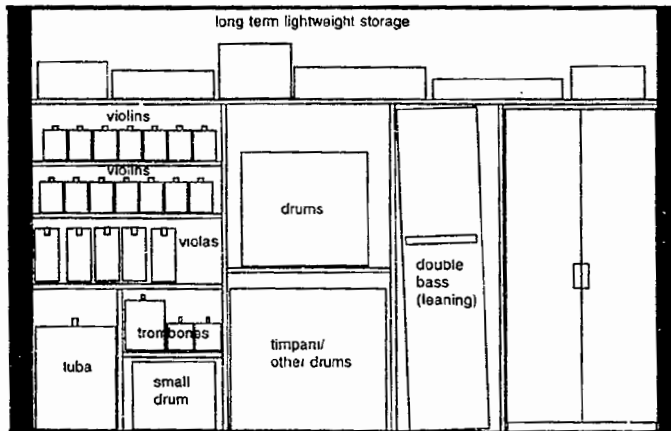 long term lightweight storage
violins
violins
violas
trombones
tuba
small
drum
drums
timpani/
other drums
double
bass
(leaning)